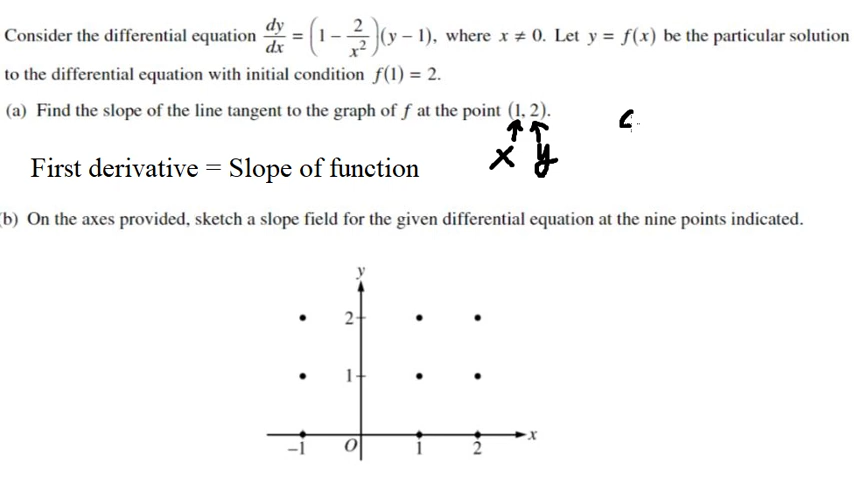 Consider the differential equation dy/dx = (1 − 2/x²)(y − 1), where x ≠ 0. Let y = f(x) be the particular solution
to the differential equation with initial condition f(1) = 2.
(a) Find the slope of the line tangent to the graph of f at the point (1, 2).
x y
First derivative = Slope of function
b) On the axes provided, sketch a slope field for the given differential equation at the nine points indicated.
y
2
1
−1 O 1 2 x